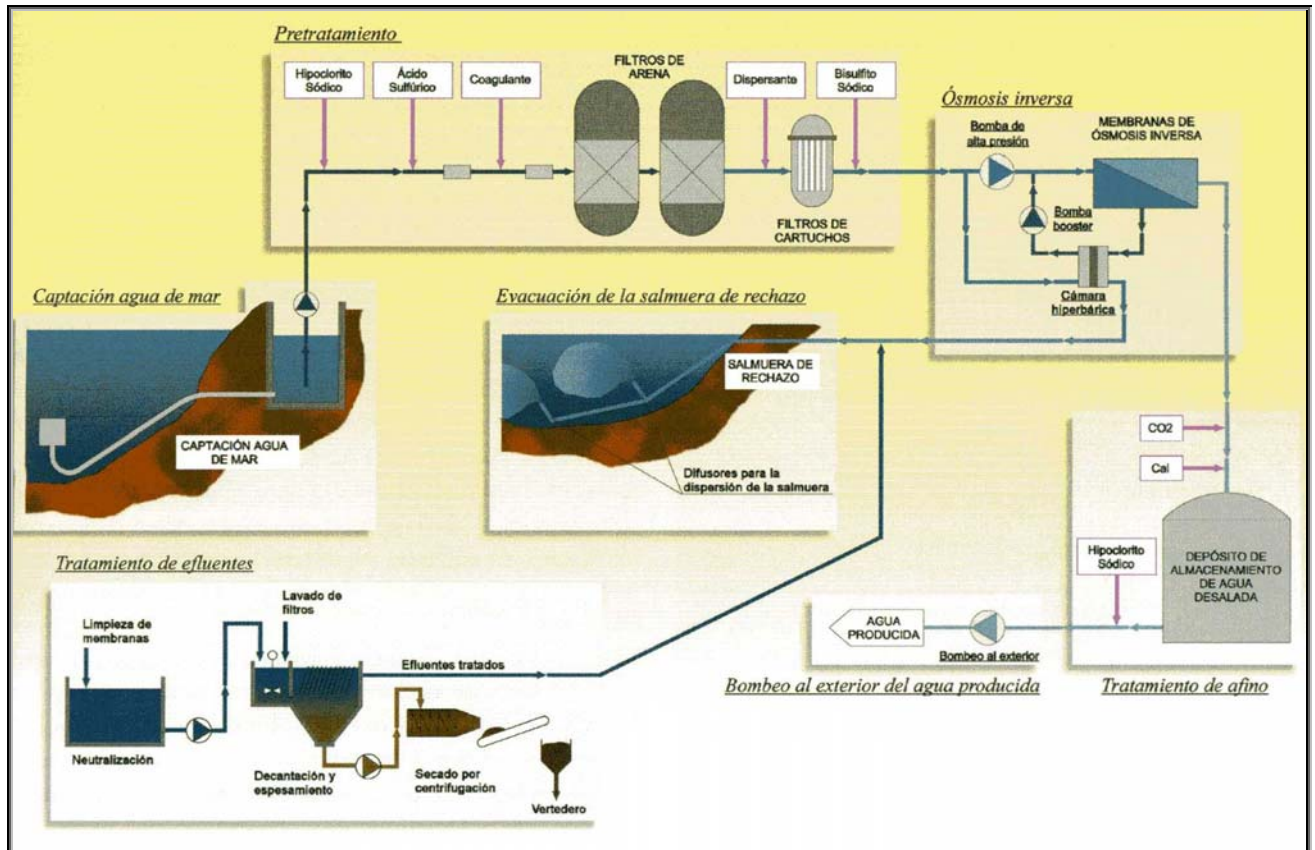 Pretratamiento
Hipoclorito
Sódico
Ácido
Sulfúrico
Coagulante
FILTROS DE
ARENA
Dispersante
Bisulfito
Sódico
FILTROS DE
CARTUCHOS
Ósmosis inversa
Bomba de
alta presión
MEMBRANAS DE
ÓSMOSIS INVERSA
Bomba
booster
Cámara
hiperbárica
Captación agua de mar
CAPTACIÓN AGUA
DE MAR
Evacuación de la salmuera de rechazo
SALMUERA DE
RECHAZO
Difusores para la
dispersión de la salmuera
CO2
Cal
DEPÓSITO DE
ALMACENAMIENTO
DE AGUA
DESALADA
Hipoclorito
Sódico
AGUA
PRODUCIDA
Bombeo al exterior
Bombeo al exterior del agua producida
Tratamiento de afino
Tratamiento de efluentes
Limpieza de
membranas
Lavado de
filtros
Efluentes tratados
Neutralización
Decantación y
espesamiento
Secado por
centrifugación
Vertedero